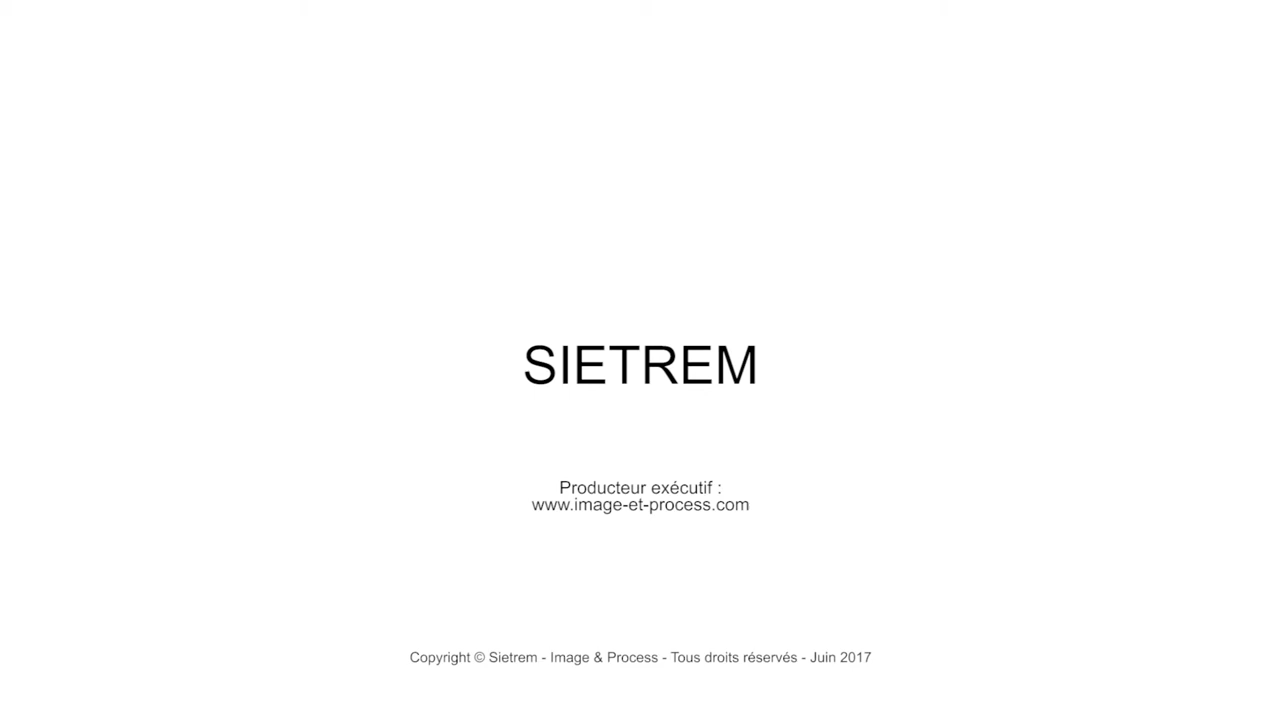 SIETREM
Producteur exécutif :
www.image-et-process.com
Copyright © Sietrem - Image & Process - Tous droits réservés - Juin 2017